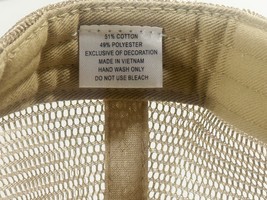 51% COTTON
49% POLYESTER
EXCLUSIVE OF DECORATION
MADE IN VIETNAM
HAND WASH ONLY
DO NOT USE BLEACH